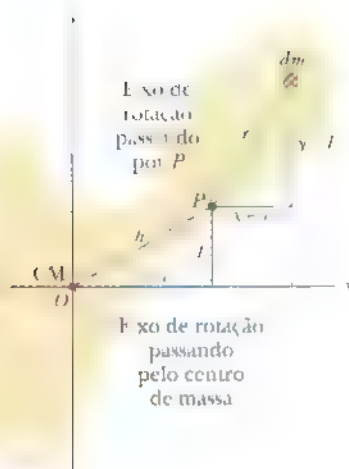 dm
Eixo de
rotação
passando
por P
r
P
h
CM
O
Eixo de rotação
passando
pelo centro
de massa